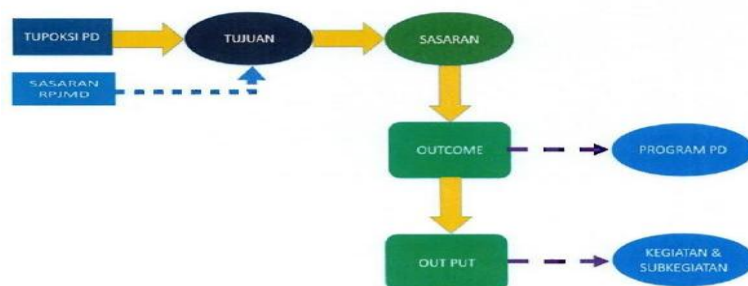 TUPOKSI PD
TUJUAN
SASARAN
SASARAN
RPJMD
OUTCOME
PROGRAM PD
OUT PUT
KEGIATAN &
SUBKEGIATAN